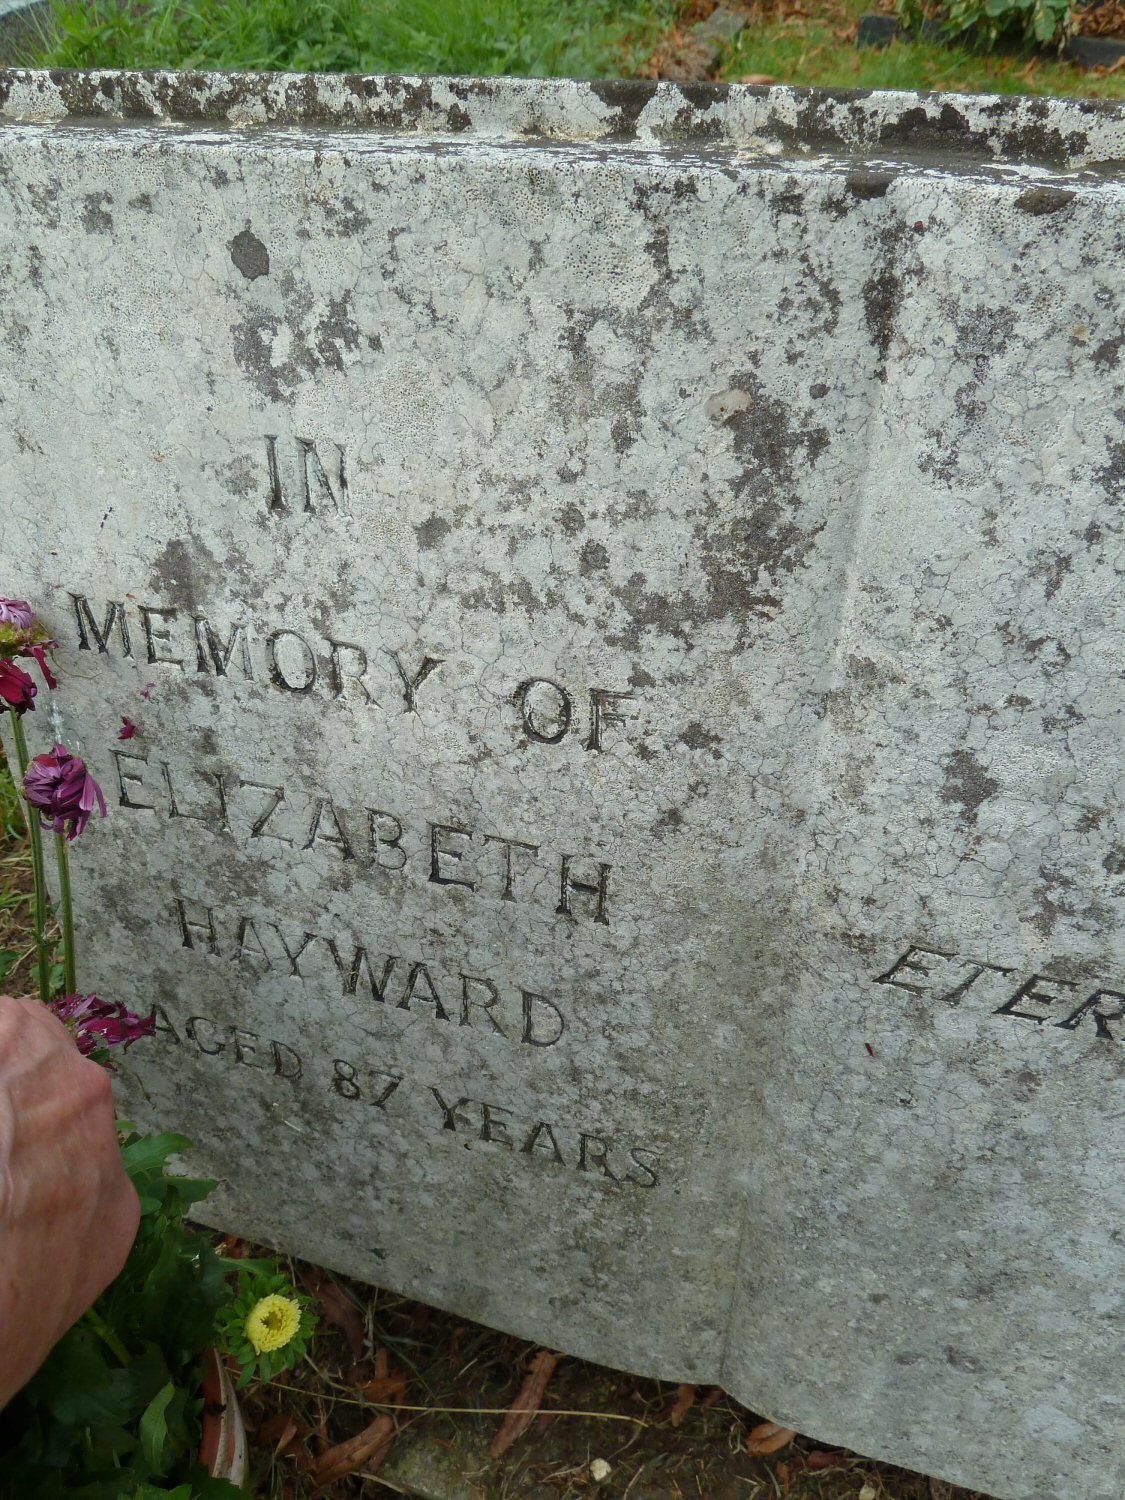 IN
MEMORY OF
ELIZABETH
HAYWARD
AGED 87 YEARS
ETER